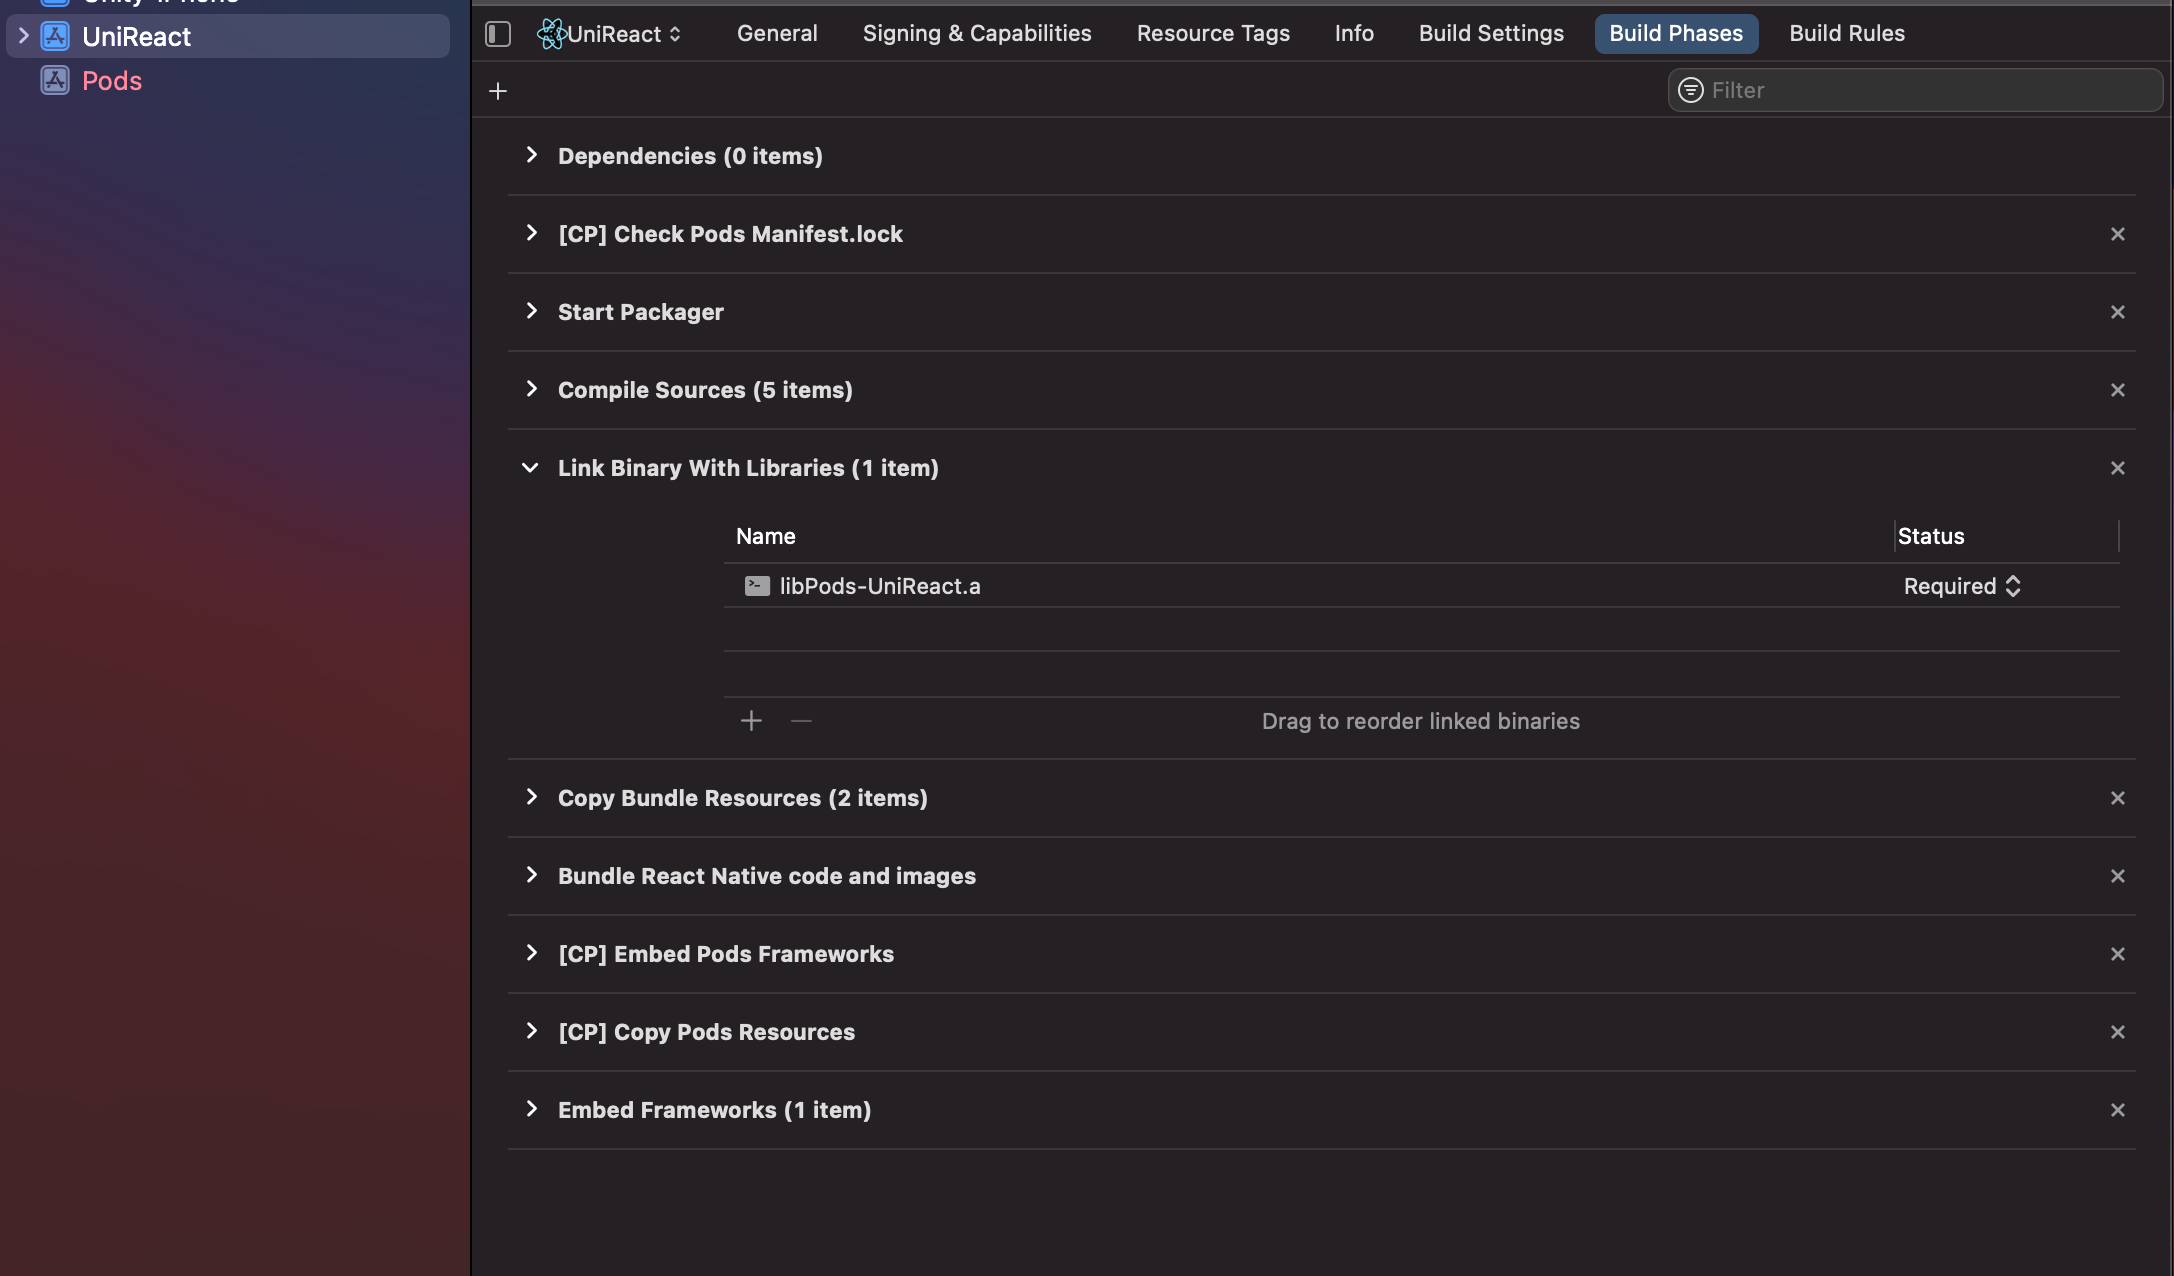 Unity-iPhone
UniReact
Pods
UniReact
General
Signing & Capabilities
Resource Tags
Info
Build Settings
Build Phases
Build Rules
Filter
Dependencies (0 items)
[CP] Check Pods Manifest.lock
Start Packager
Compile Sources (5 items)
Link Binary With Libraries (1 item)
Name
Status
libPods-UniReact.a
Required
Drag to reorder linked binaries
Copy Bundle Resources (2 items)
Bundle React Native code and images
[CP] Embed Pods Frameworks
[CP] Copy Pods Resources
Embed Frameworks (1 item)